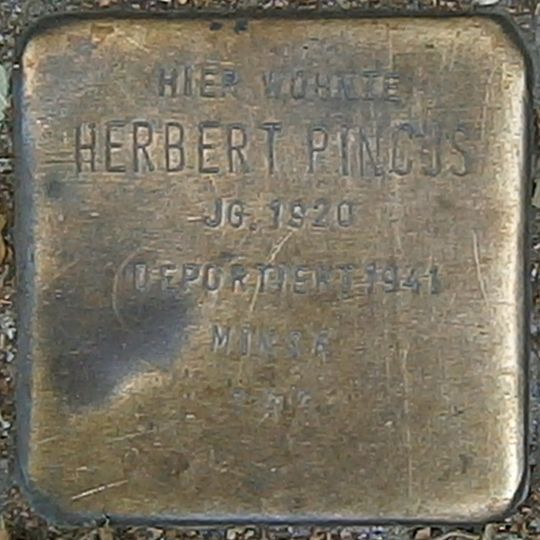 HIER WOHNTE
HERBERT PINCUS
JG. 1920
DEPORTIERT 1941
MINSK
???